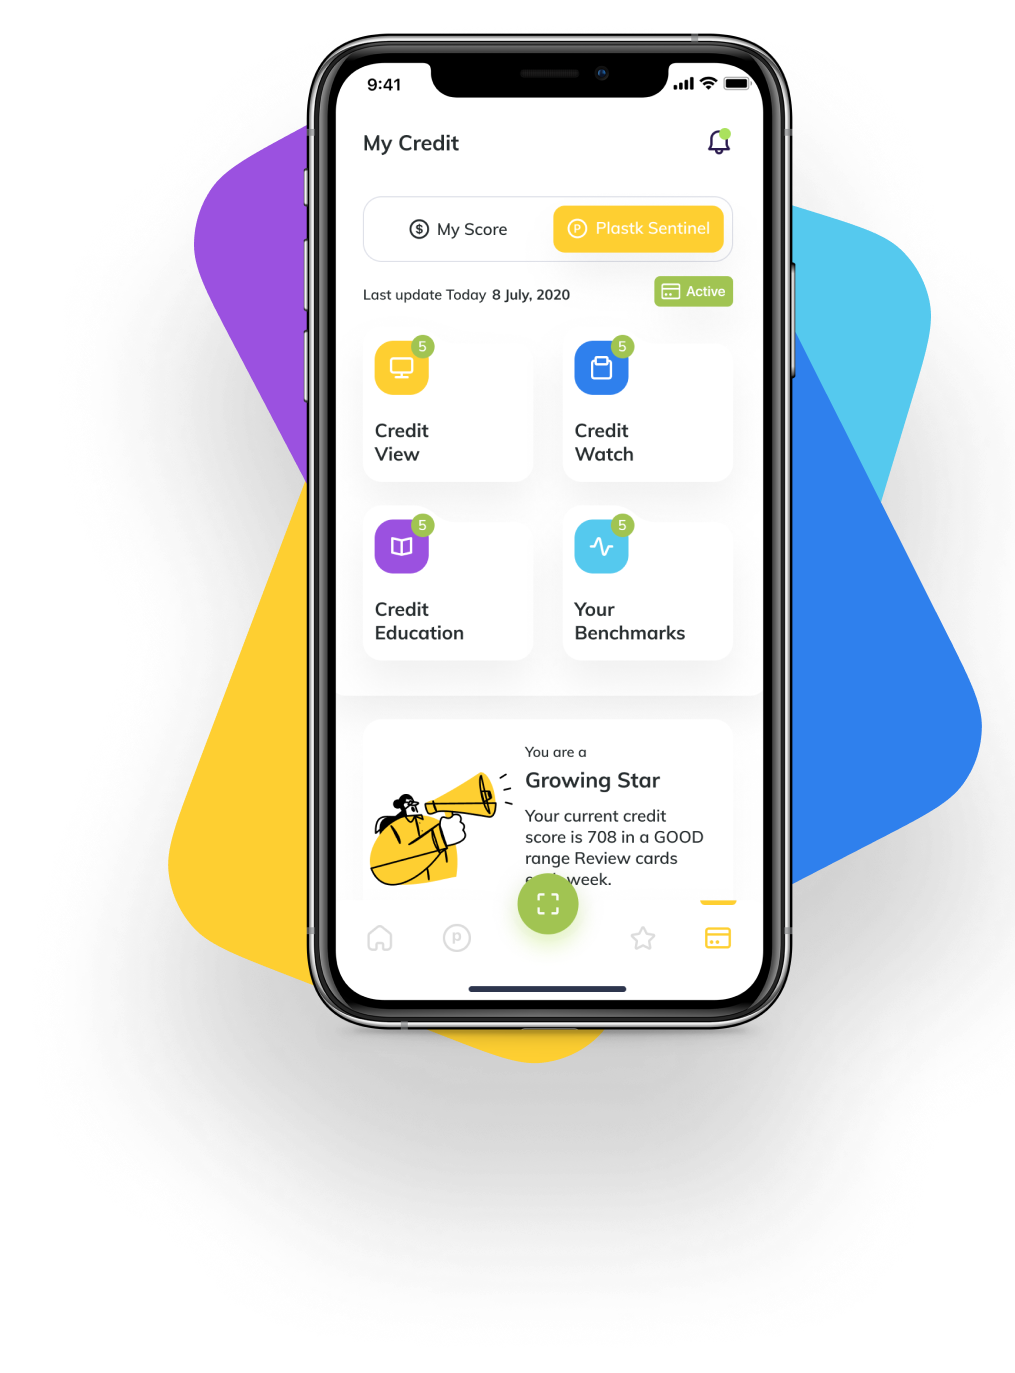 9:41
My Credit
My Score
Plastk Sentinel
Last update Today 8 July, 2020
Active
5
5
Credit
View
Credit
Watch
5
5
Credit
Education
Your
Benchmarks
You are a
Growing Star
Your current credit
score is 708 in a GOOD
range Review cards
week.